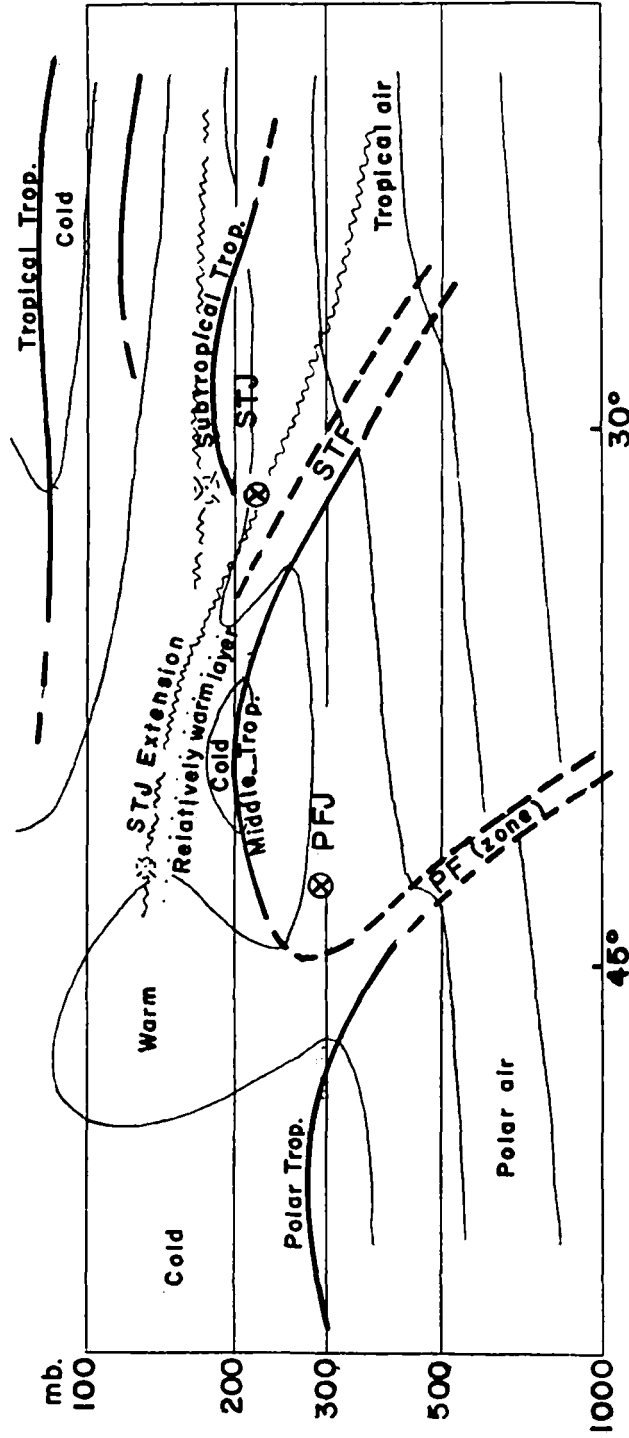 mb.
100
200
300
500
1000
Tropical Trop.
Cold
Subtropical Trop.
STJ
STJ Extension
Relatively warm layer
Cold
Middle Trop.
PFJ
Warm
Cold
Polar Trop.
STF
Tropical air
PF (zone)
Polar air
45°
30°